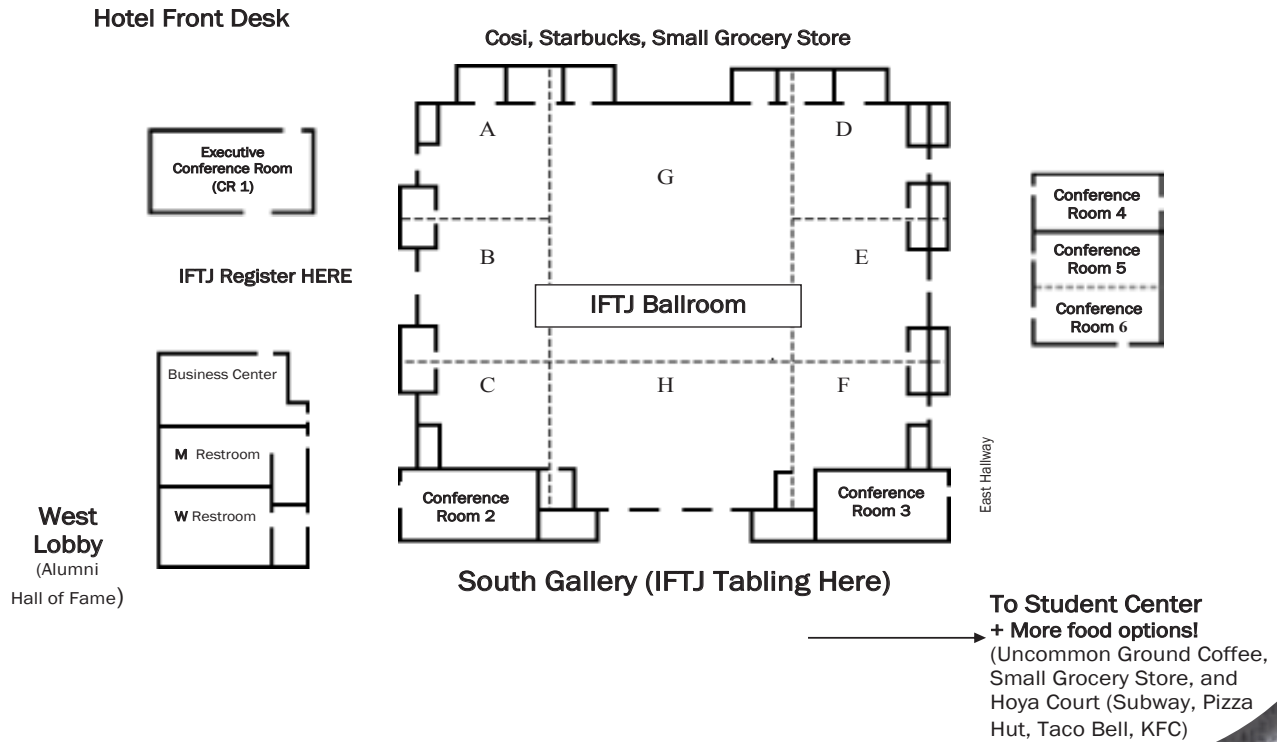 Hotel Front Desk
Cosi, Starbucks, Small Grocery Store
A
D
Executive
Conference Room
(CR 1)
G
Conference
Room 4
B
E
Conference
Room 5
IFTJ Register HERE
IFTJ Ballroom
Conference
Room 6
Business Center
C
H
F
M Restroom
East Hallway
Conference
Room 2
Conference
Room 3
W Restroom
West
Lobby
(Alumni
Hall of Fame)
South Gallery (IFTJ Tabling Here)
To Student Center
+ More food options!
(Uncommon Ground Coffee,
Small Grocery Store, and
Hoya Court (Subway, Pizza
Hut, Taco Bell, KFC)